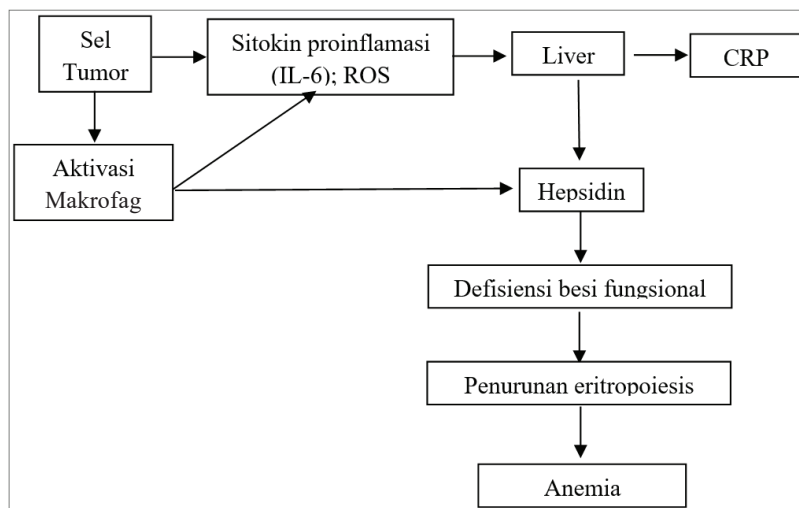 Sel
Tumor
Sitokin proinflamasi
(IL-6); ROS
Liver
CRP
Aktivasi
Makrofag
Hepsidin
Defisiensi besi fungsional
Penurunan eritropoiesis
Anemia